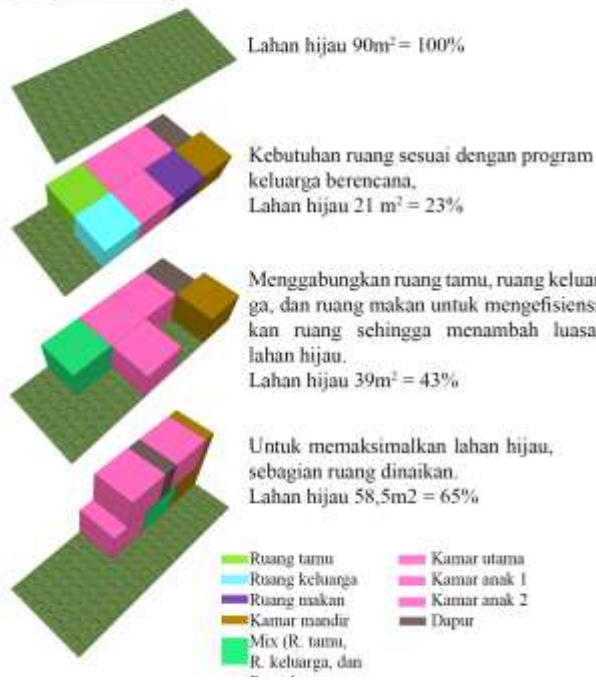 Lahan hijau 90m² = 100%
Kebutuhan ruang sesuai dengan program
keluarga berencana,
Lahan hijau 21 m² = 23%
Menggabungkan ruang tamu, ruang keluar
ga, dan ruang makan untuk mengefisiensi
kan ruang sehingga menambah luasa
lahan hijau.
Lahan hijau 39m² = 43%
Untuk memaksimalkan lahan hijau,
sebagian ruang dinaikan.
Lahan hijau 58,5m2 = 65%
Ruang tamu
Ruang keluarga
Ruang makan
Kamar mandir
Mix (R. tamu,
R. keluarga, dan
Kamar utama
Kamar anak 1
Kamar anak 2
Dapur